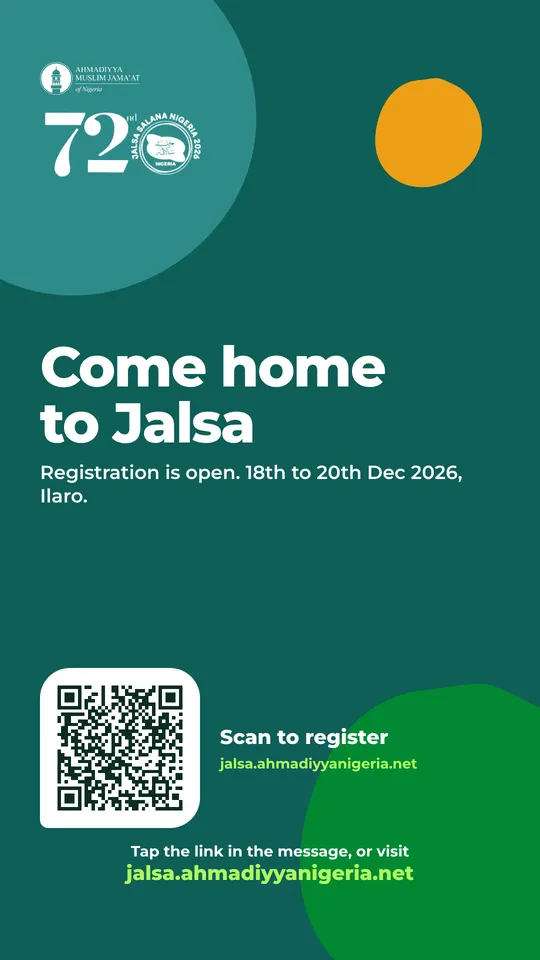 AHMADIYYA
MUSLIM JAMA'AT
of Nigeria
72nd
JALSA SALANA NIGERIA 2026
NIGERIA
Come home
to Jalsa
Registration is open. 18th to 20th Dec 2026,
Ilaro.
Scan to register
jalsa.ahmadiyyanigeria.net
Tap the link in the message, or visit
jalsa.ahmadiyyanigeria.net